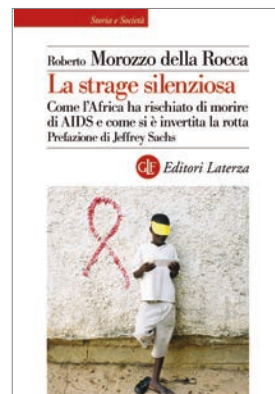 Storia e Società
Roberto Morozzo della Rocca
La strage silenziosa
Come l'Africa ha rischiato di morire
di AIDS e come si è invertita la rotta
Prefazione di Jeffrey Sachs
GLF Editori Laterza